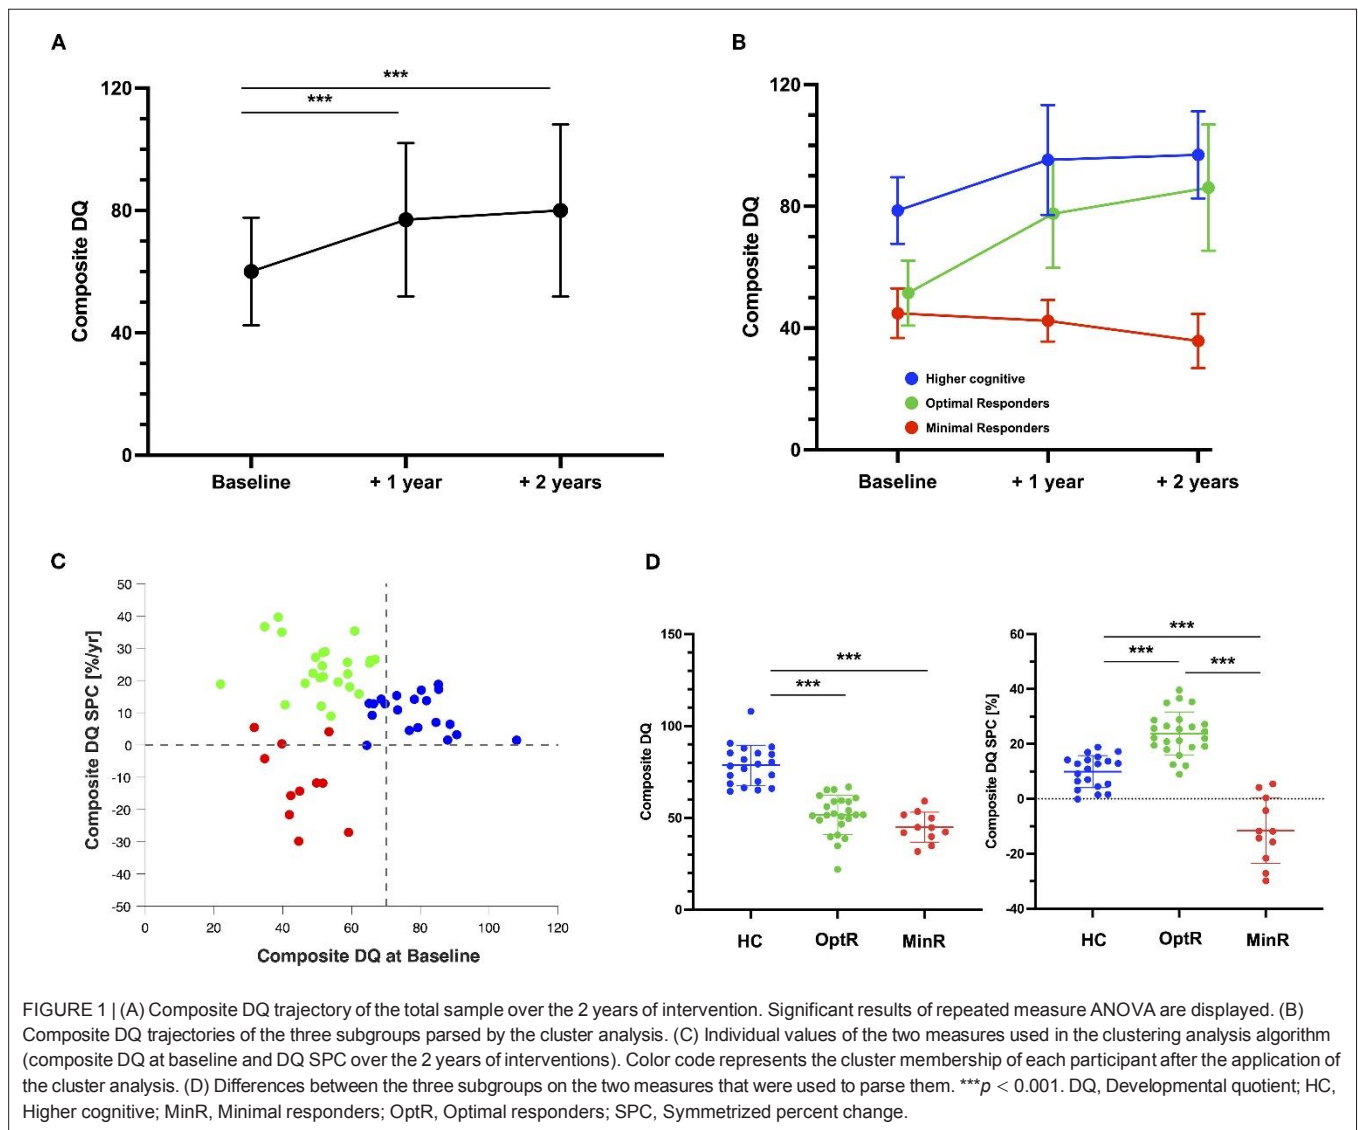 A
Composite DQ
120
80
40
0
***
***
Baseline
+ 1 year
+ 2 years
B
Composite DQ
120
80
40
0
Higher cognitive
Optimal Responders
Minimal Responders
Baseline
+ 1 year
+ 2 years
C
Composite DQ SPC [%/yr]
50
40
30
20
10
0
-10
-20
-30
-40
-50
0
20
40
60
80
100
120
Composite DQ at Baseline
D
Composite DQ
150
100
50
0
***
***
HC
OptR
MinR
Composite DQ SPC [%]
60
40
20
0
-20
-40
***
***
***
HC
OptR
MinR
FIGURE 1 | (A) Composite DQ trajectory of the total sample over the 2 years of intervention. Significant results of repeated measure ANOVA are displayed. (B)
Composite DQ trajectories of the three subgroups parsed by the cluster analysis. (C) Individual values of the two measures used in the clustering analysis algorithm
(composite DQ at baseline and DQ SPC over the 2 years of interventions). Color code represents the cluster membership of each participant after the application of
the cluster analysis. (D) Differences between the three subgroups on the two measures that were used to parse them. ***p < 0.001. DQ, Developmental quotient; HC,
Higher cognitive; MinR, Minimal responders; OptR, Optimal responders; SPC, Symmetrized percent change.